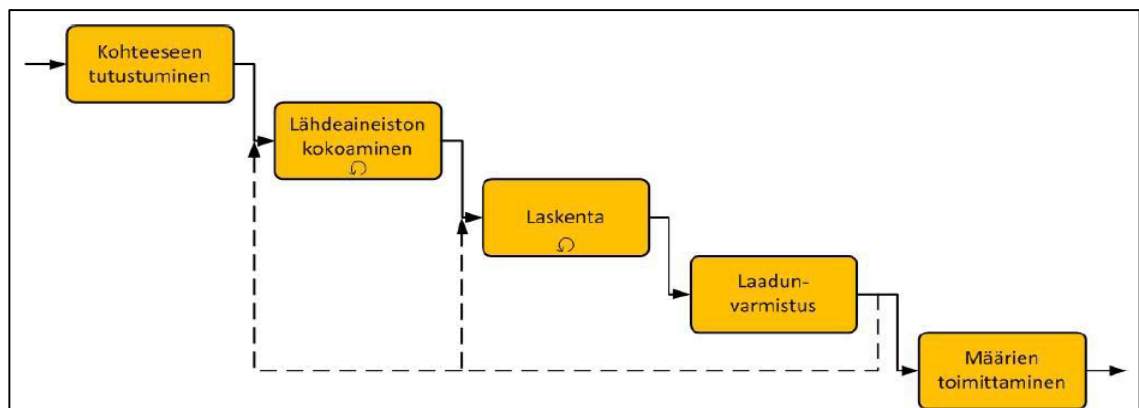 Kohteeseen
tutustuminen
Lähdeaineiston
kokoaminen
Laskenta
Laadun-
varmistus
Määrien
toimittaminen